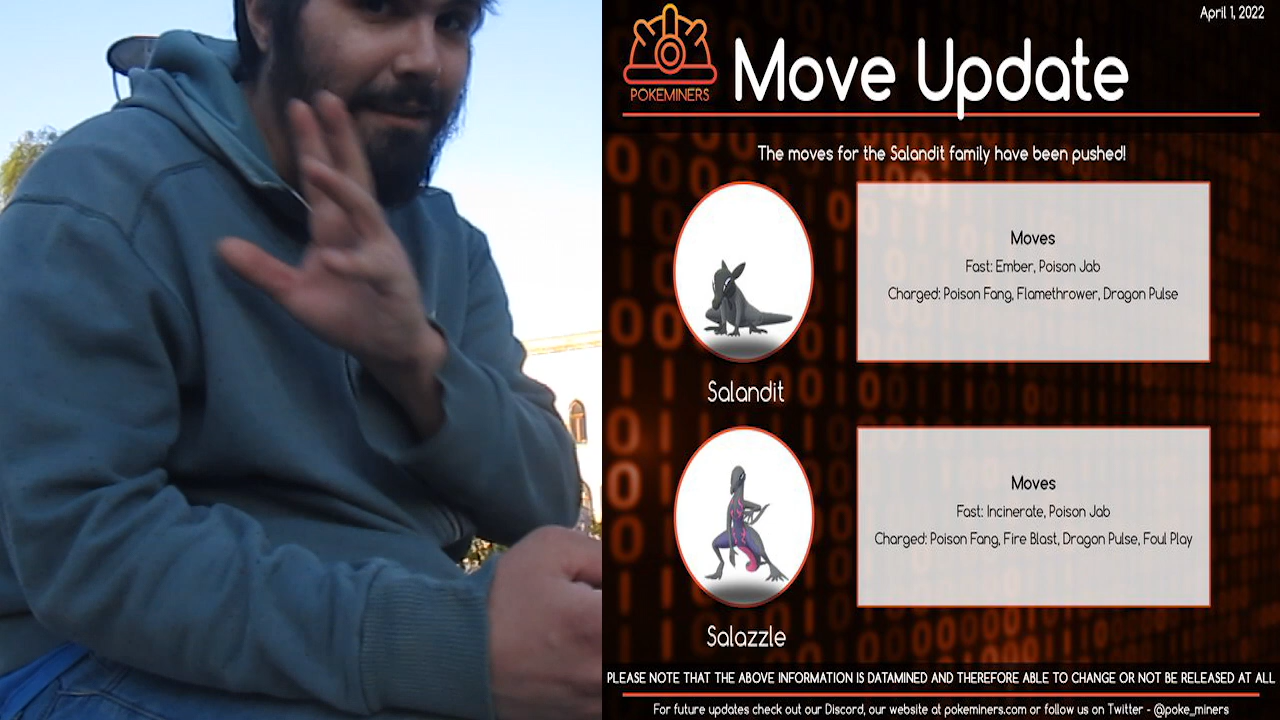 April 1, 2022
POKEMINERS
Move Update
The moves for the Salandit family have been pushed!
Moves
Fast: Ember, Poison Jab
Charged: Poison Fang, Flamethrower, Dragon Pulse
Salandit
Moves
Fast: Incinerate, Poison Jab
Charged: Poison Fang, Fire Blast, Dragon Pulse, Foul Play
Salazzle
PLEASE NOTE THAT THE ABOVE INFORMATION IS DATAMINED AND THEREFORE ABLE TO CHANGE OR NOT BE RELEASED AT ALL
For future updates check out our Discord, our website at pokeminers.com or follow us on Twitter - @poke_miners